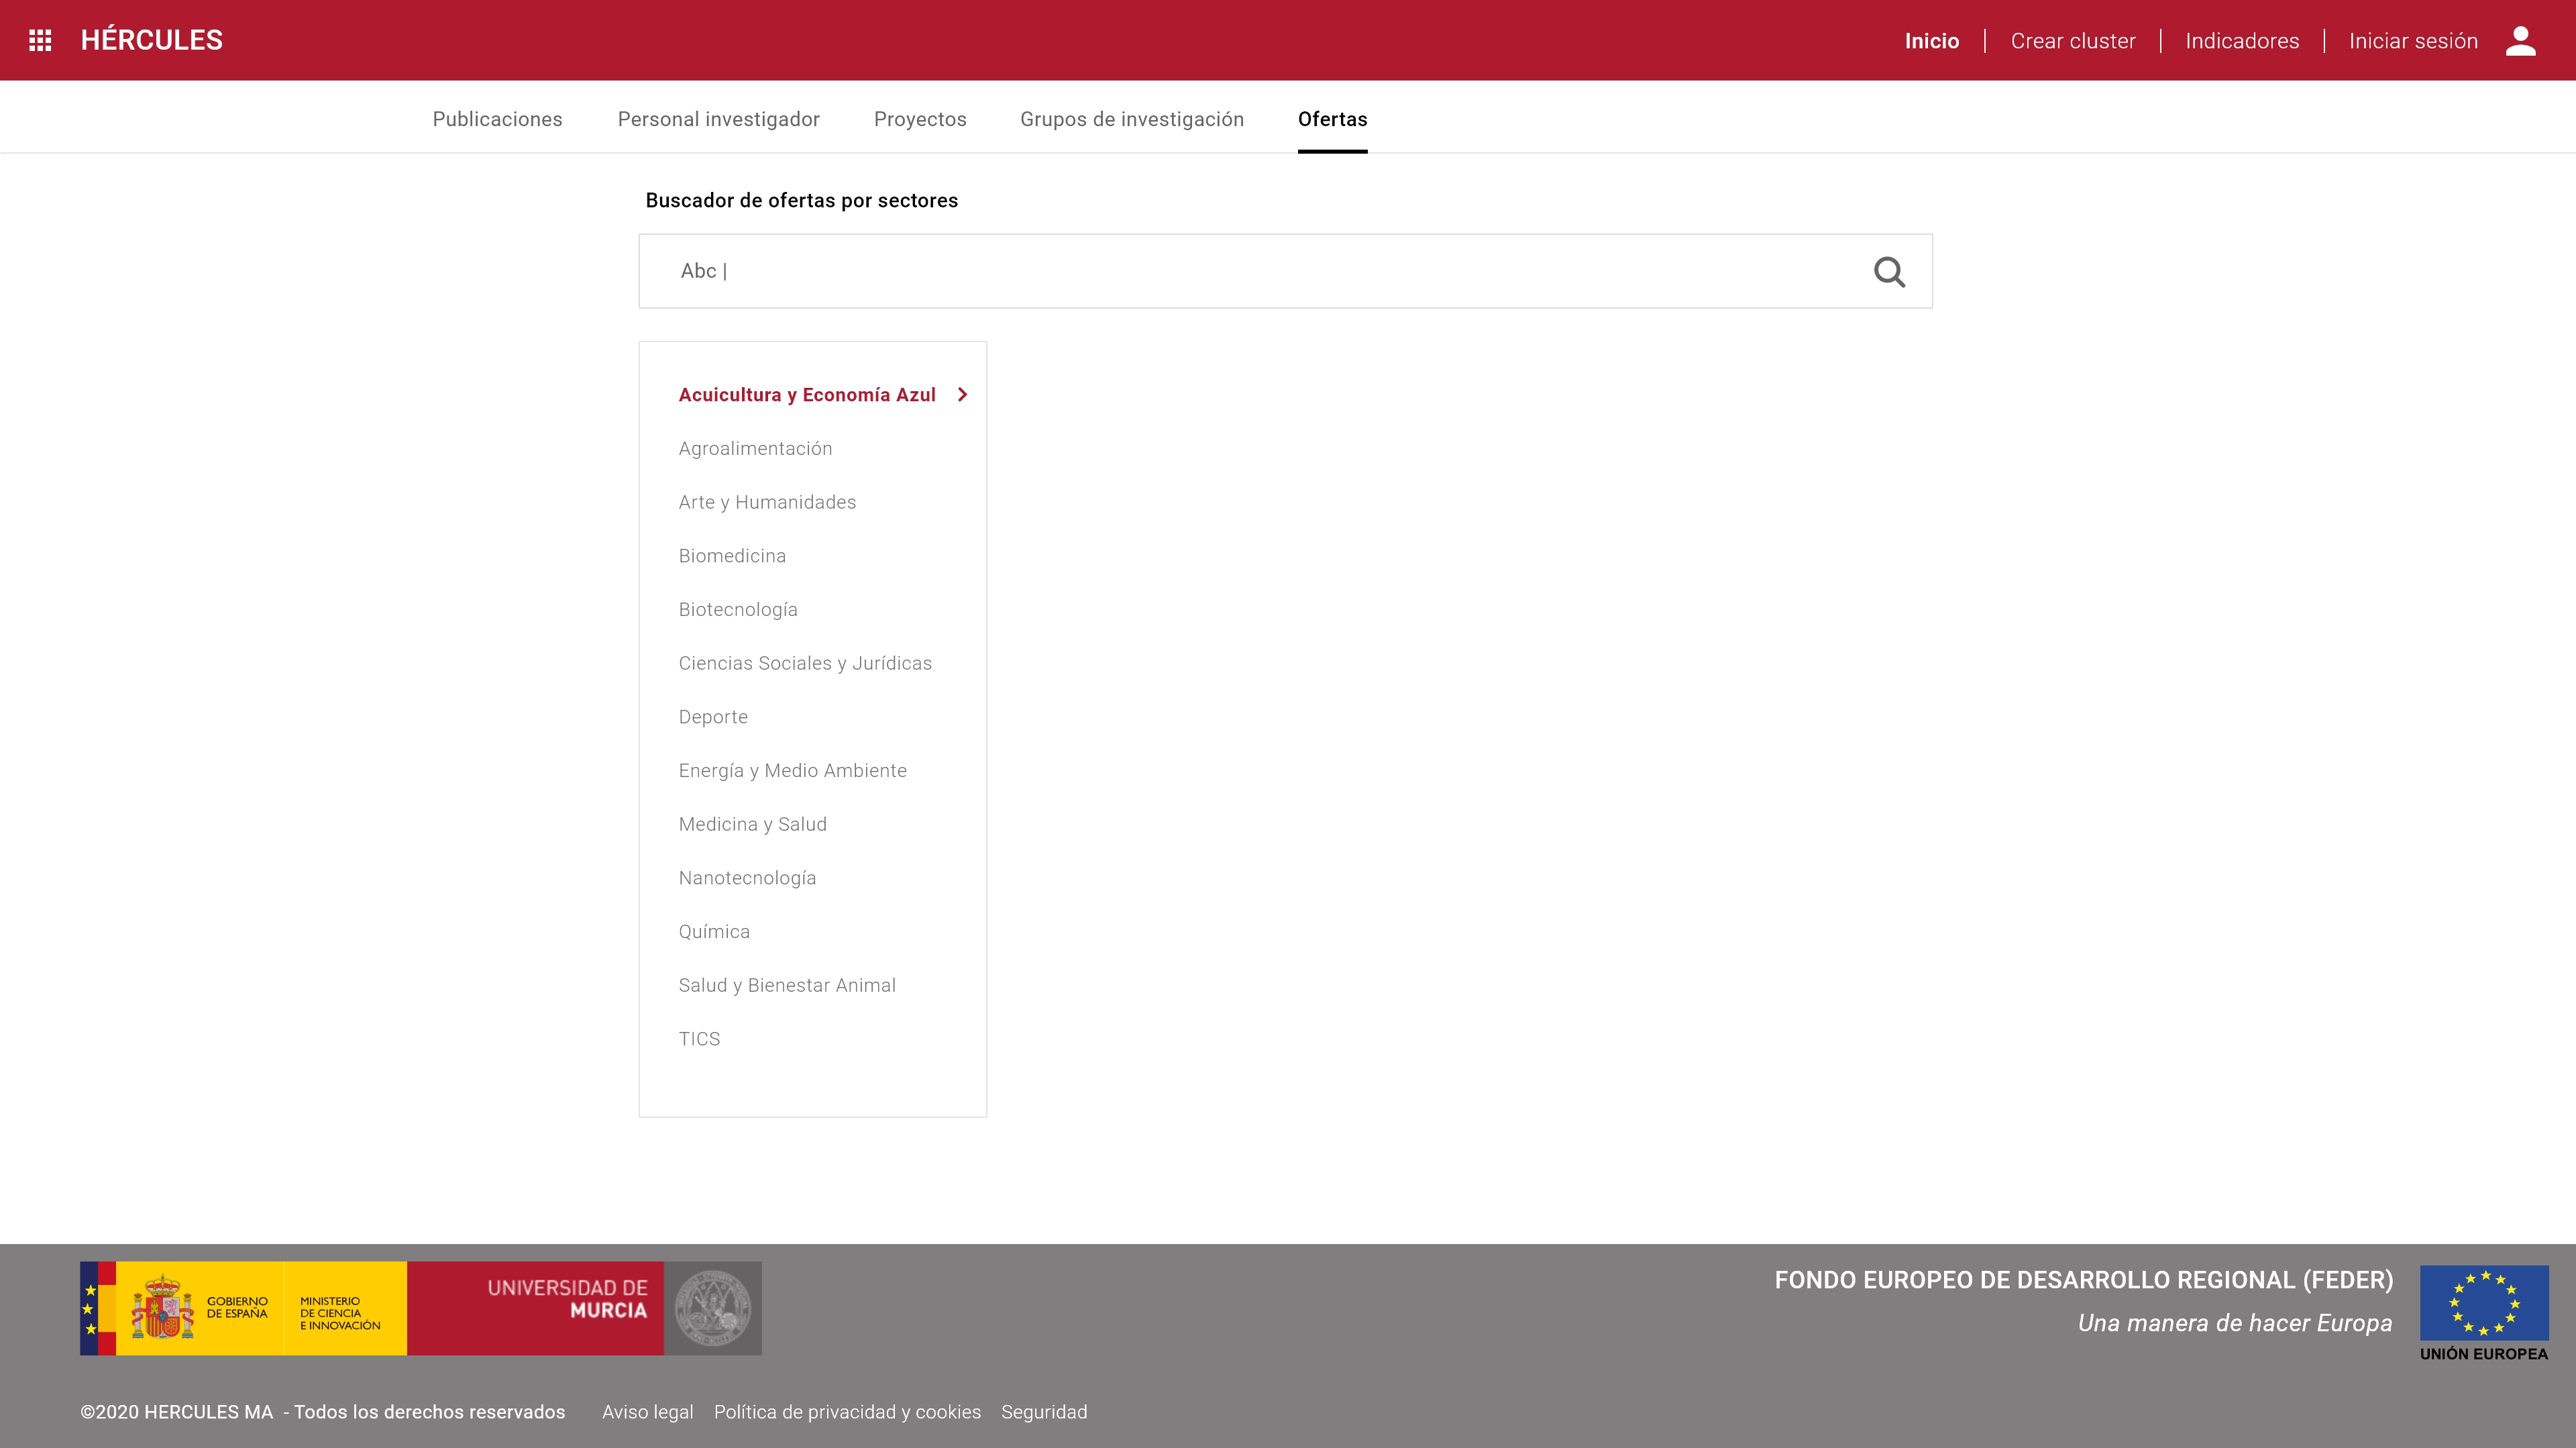 HÉRCULES
Inicio
Crear cluster
Indicadores
Iniciar sesión
Publicaciones
Personal investigador
Proyectos
Grupos de investigación
Ofertas
Buscador de ofertas por sectores
Abc |
Acuicultura y Economía Azul
Agroalimentación
Arte y Humanidades
Biomedicina
Biotecnología
Ciencias Sociales y Jurídicas
Deporte
Energía y Medio Ambiente
Medicina y Salud
Nanotecnología
Química
Salud y Bienestar Animal
TICS
GOBIERNO
DE ESPAÑA
MINISTERIO
DE CIENCIA
E INNOVACIÓN
UNIVERSIDAD DE
MURCIA
FONDO EUROPEO DE DESARROLLO REGIONAL (FEDER)
Una manera de hacer Europa
UNIÓN EUROPEA
©2020 HERCULES MA - Todos los derechos reservados
Aviso legal
Política de privacidad y cookies
Seguridad